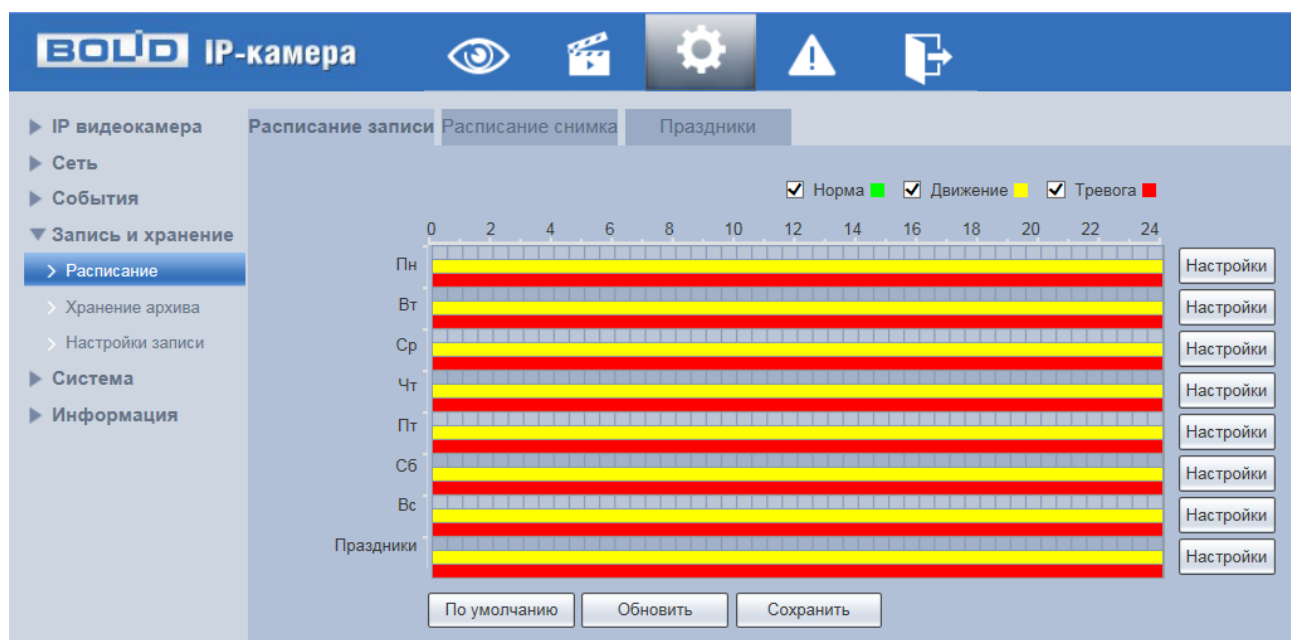 BOLID IP-камера
IP видеокамера
Сеть
События
Запись и хранение
Расписание
Хранение архива
Настройки записи
Система
Информация
Расписание записи Расписание снимка Праздники
Норма Движение Тревога
0 2 4 6 8 10 12 14 16 18 20 22 24
Пн Настройки
Вт Настройки
Ср Настройки
Чт Настройки
Пт Настройки
Сб Настройки
Вс Настройки
Праздники Настройки
По умолчанию Обновить Сохранить